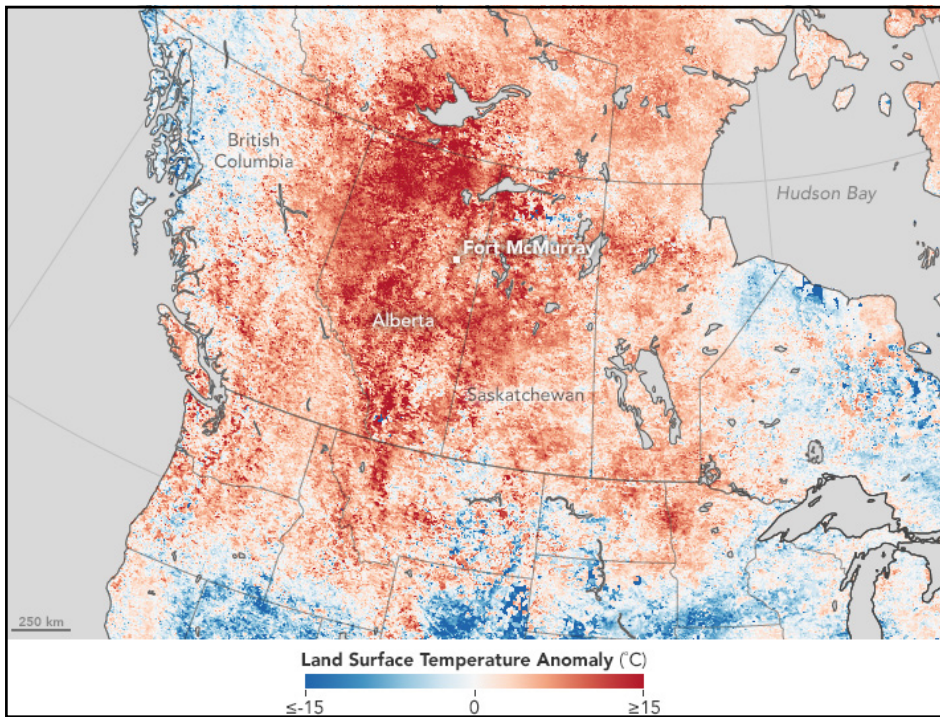 British
Columbia
Hudson Bay
Fort McMurray
Alberta
Saskatchewan
250 km
Land Surface Temperature Anomaly (˚C)
≤-15 0 ≥15